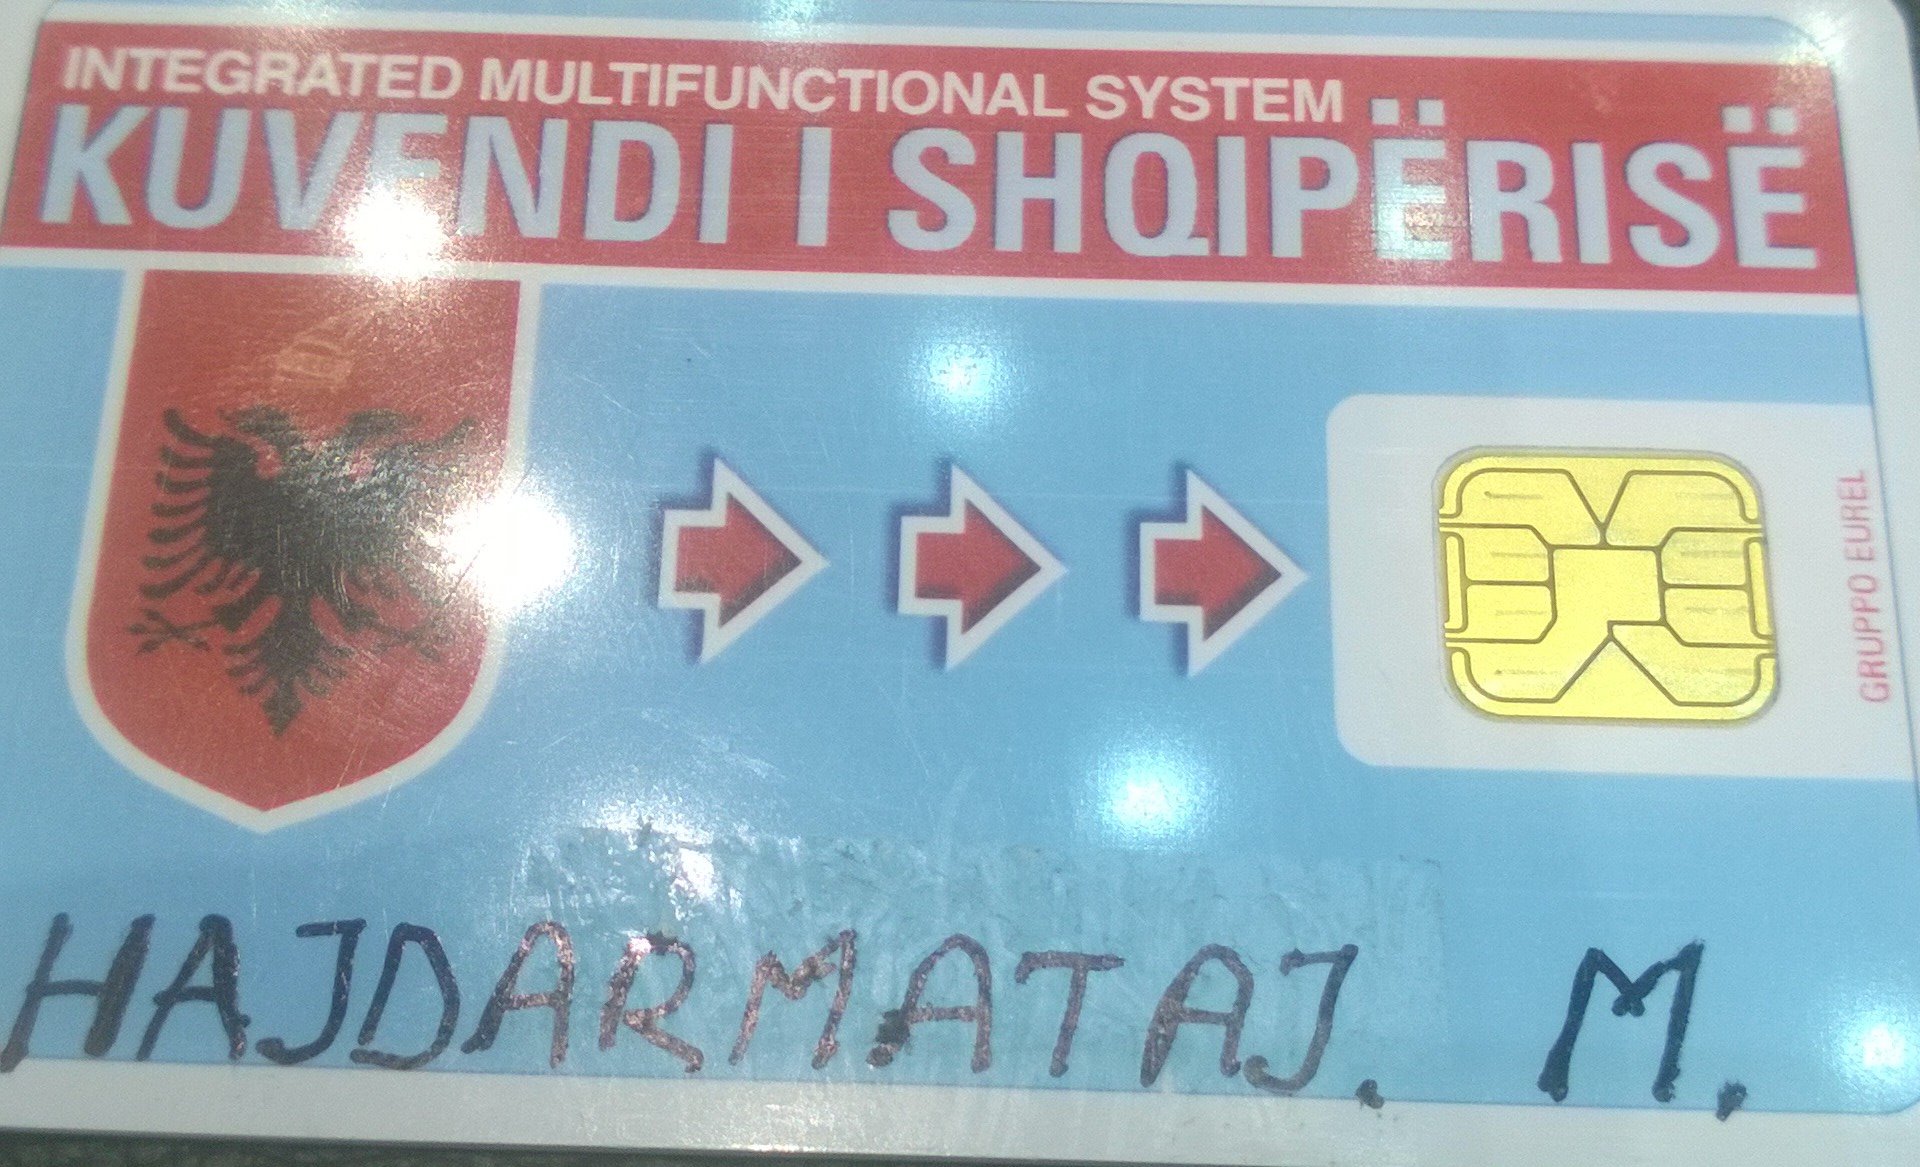 INTEGRATED MULTIFUNCTIONAL SYSTEM
KUVENDI I SHQIPËRISË
GRUPPO EUREL
HAJDARMATAJ. M.